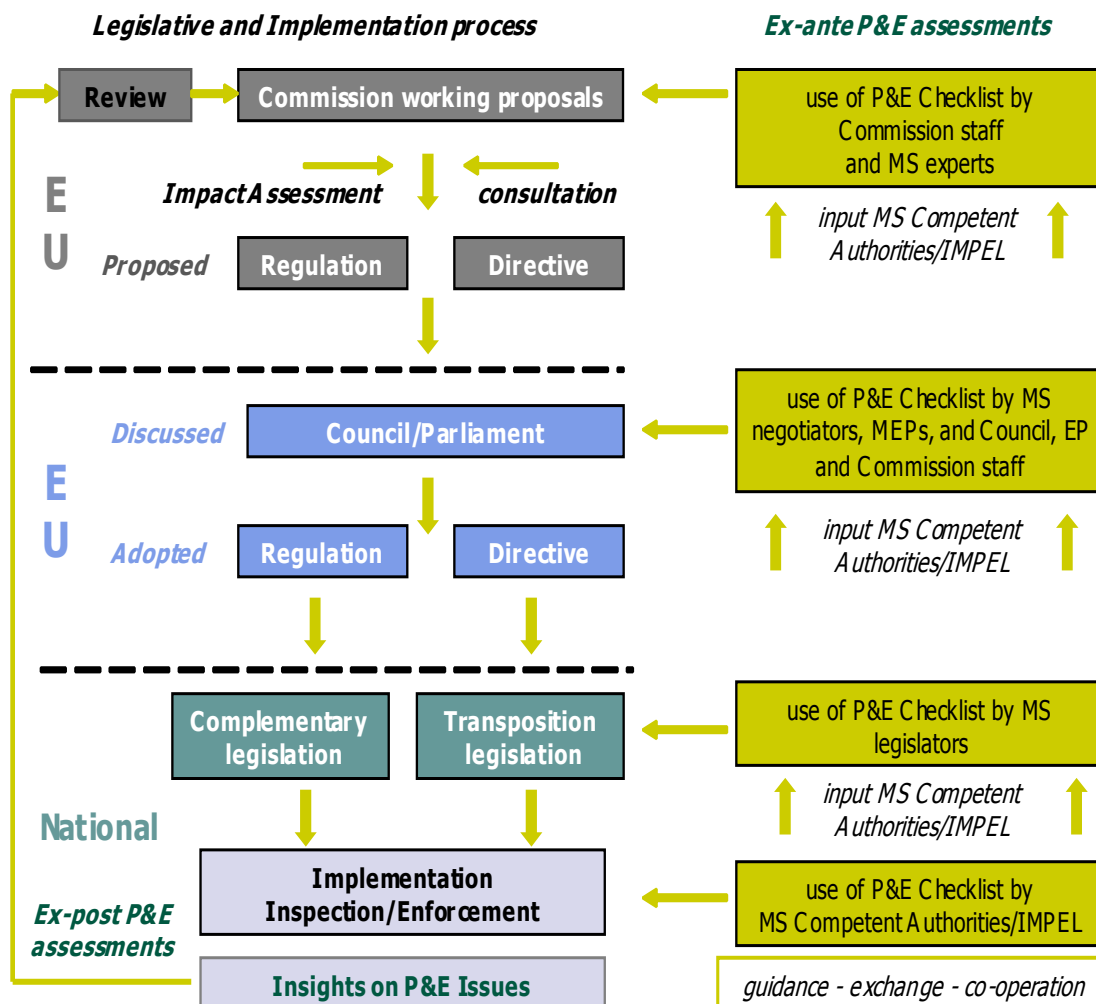 Legislative and Implementation process
Ex-ante P&E assessments
Review
Commission working proposals
use of P&E Checklist by
Commission staff
and MS experts
Impact Assessment
consultation
input MS Competent
Authorities/IMPEL
E
U
Proposed
Regulation
Directive
Discussed
Council/Parliament
use of P&E Checklist by MS
negotiators, MEPs, and Council, EP
and Commission staff
E
U
Adopted
Regulation
Directive
input MS Competent
Authorities/IMPEL
Complementary
legislation
Transposition
legislation
use of P&E Checklist by MS
legislators
input MS Competent
Authorities/IMPEL
National
Implementation
Inspection/Enforcement
use of P&E Checklist by
MS Competent Authorities/IMPEL
Ex-post P&E
assessments
Insights on P&E Issues
guidance - exchange - co-operation